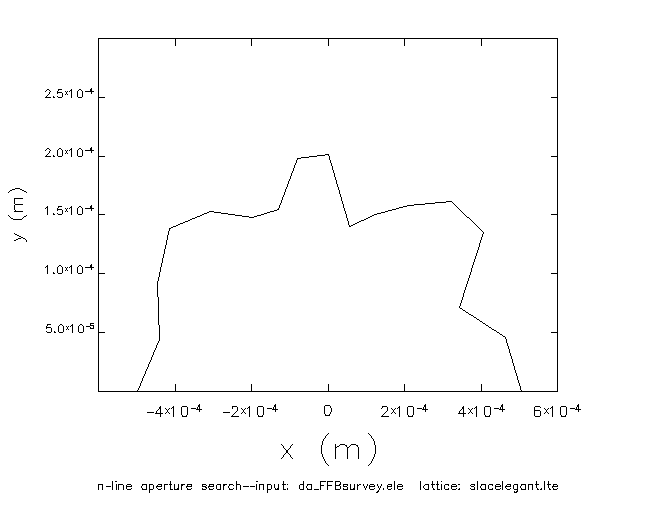 2.5×10⁻⁴
2.0×10⁻⁴
1.5×10⁻⁴
1.0×10⁻⁴
5.0×10⁻⁵
y (m)
−4×10⁻⁴ −2×10⁻⁴ 0 2×10⁻⁴ 4×10⁻⁴ 6×10⁻⁴
x (m)
n-line aperture search--input: da_FFBsurvey.ele lattice: slacelegant.lte